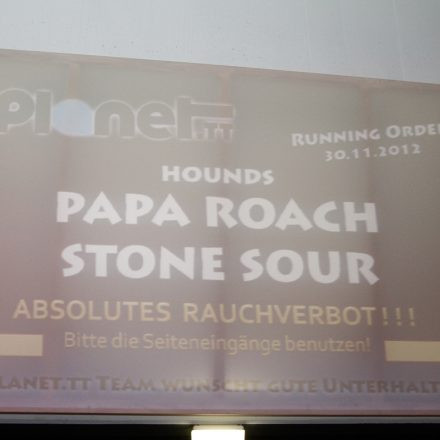 Planet.tt
Running Order
30.11.2012
HOUNDS
PAPA ROACH
STONE SOUR
ABSOLUTES RAUCHVERBOT!!!
Bitte die Seiteneingänge benutzen!
LANET.TT TEAM WÜNSCHT GUTE UNTERHALT